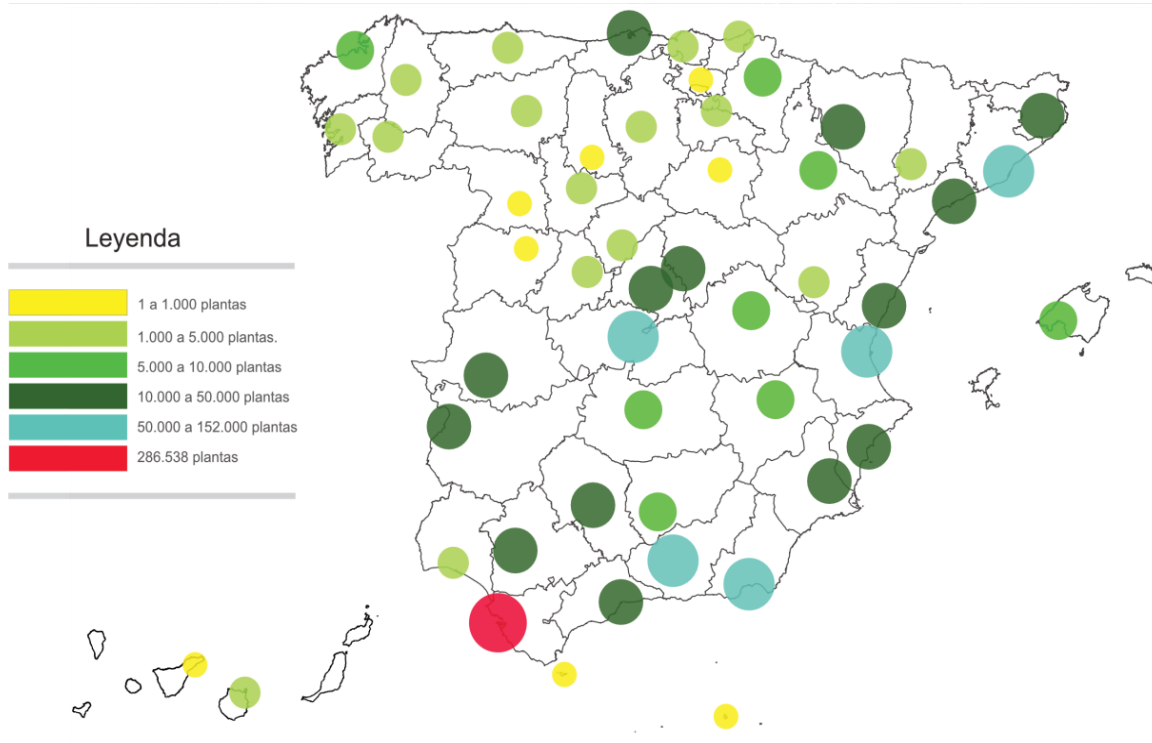 Leyenda
1 a 1.000 plantas
1.000 a 5.000 plantas.
5.000 a 10.000 plantas
10.000 a 50.000 plantas
50.000 a 152.000 plantas
286.538 plantas